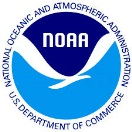 NATIONAL OCEANIC AND ATMOSPHERIC ADMINISTRATION
NOAA
U.S. DEPARTMENT OF COMMERCE